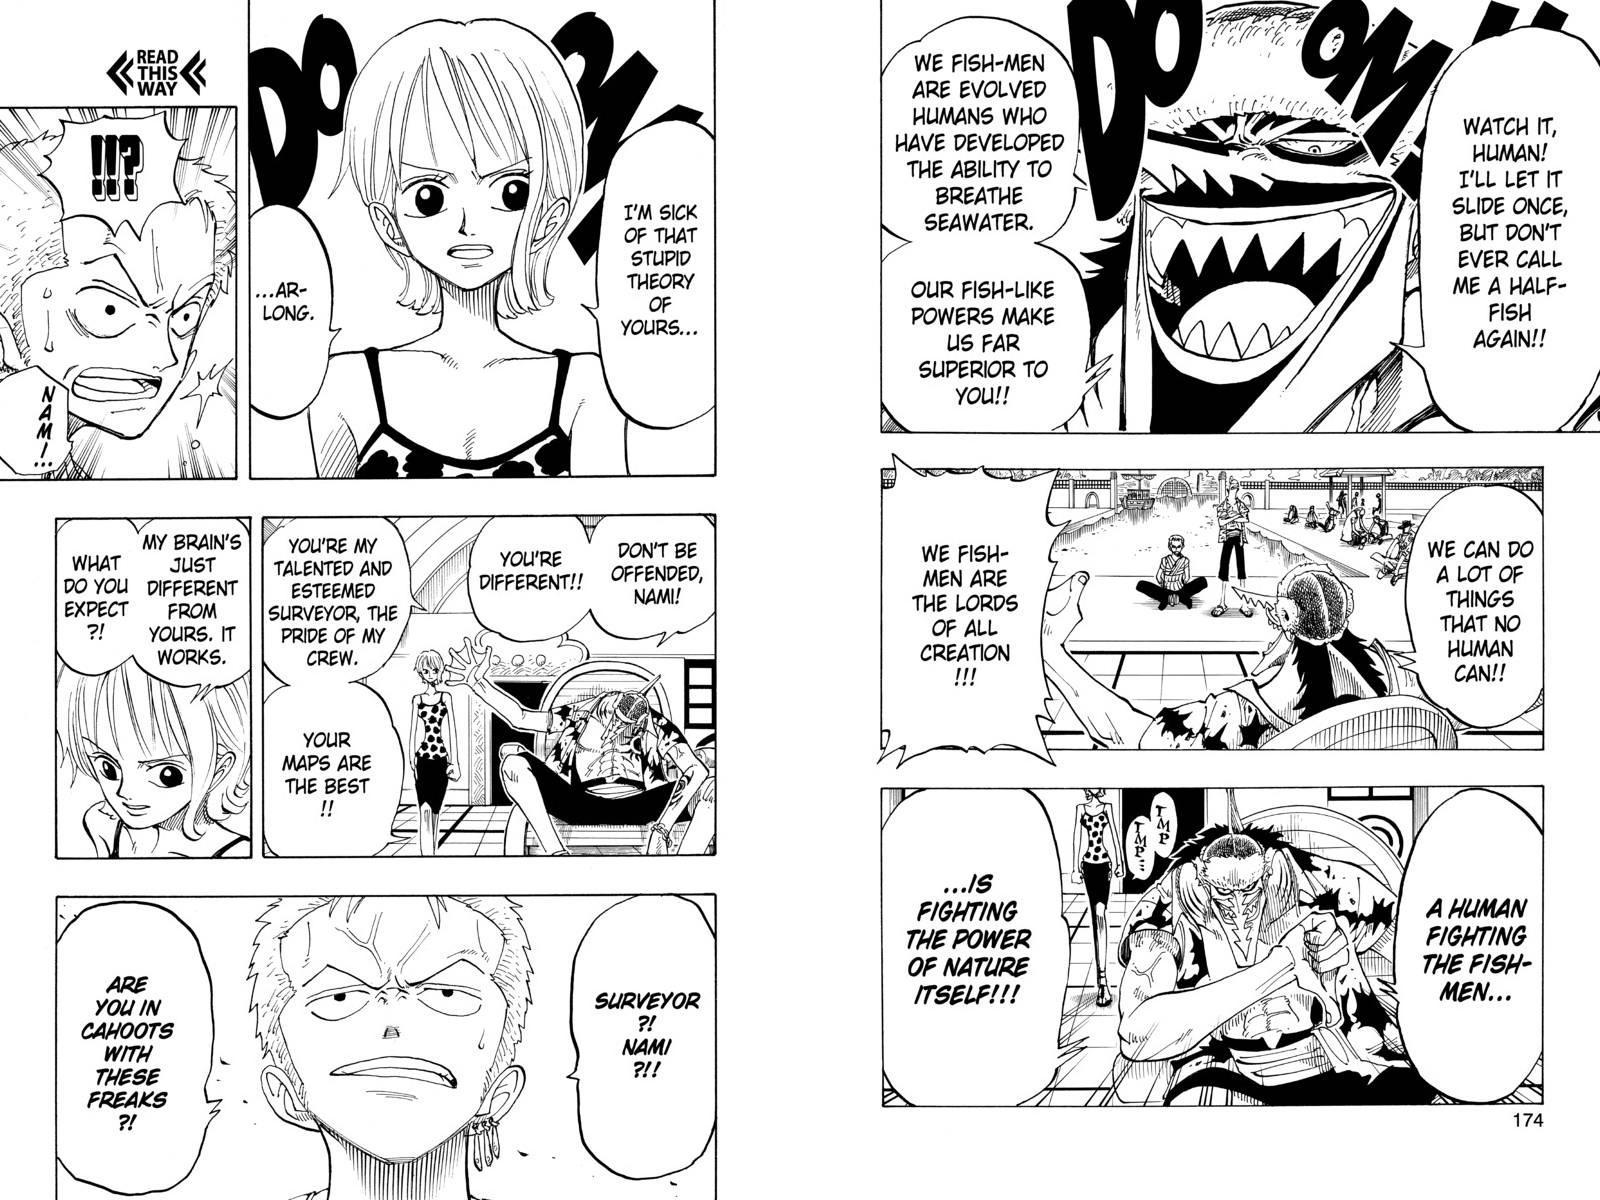 WATCH IT,
HUMAN!
I'LL LET IT
SLIDE ONCE,
BUT DON'T
EVER CALL
ME A HALF-
FISH
AGAIN!!
DOOM
WE FISH-MEN
ARE EVOLVED
HUMANS WHO
HAVE DEVELOPED
THE ABILITY TO
BREATHE
SEAWATER.
OUR FISH-LIKE
POWERS MAKE
US FAR
SUPERIOR TO
YOU!!
WE CAN DO
A LOT OF
THINGS
THAT NO
HUMAN
CAN!!
WE FISH-
MEN ARE
THE LORDS
OF ALL
CREATION
!!!
A HUMAN
FIGHTING
THE FISH-
MEN...
TMP
TMP...
...IS
FIGHTING
THE POWER
OF NATURE
ITSELF!!!
174
READ
THIS
WAY
I'M SICK
OF THAT
STUPID
THEORY
OF
YOURS...
...AR-
LONG.
!!?
NAMI...
DON'T BE
OFFENDED,
NAMI!
YOU'RE
DIFFERENT!!
YOU'RE MY
TALENTED AND
ESTEEMED
SURVEYOR, THE
PRIDE OF MY
CREW.
YOUR
MAPS ARE
THE BEST
!!
MY BRAIN'S
JUST
DIFFERENT
FROM
YOURS. IT
WORKS.
WHAT
DO YOU
EXPECT
?!
SURVEYOR
?!
NAMI
?!!
ARE
YOU IN
CAHOOTS
WITH
THESE
FREAKS
?!